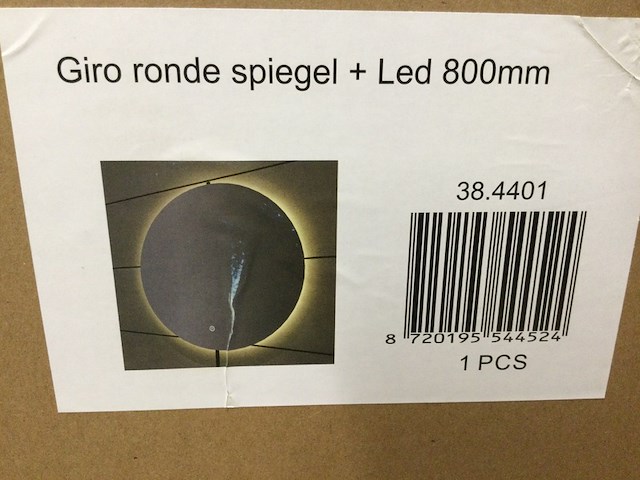 Giro ronde spiegel + Led 800mm
38.4401
8 720195 544524
1 PCS